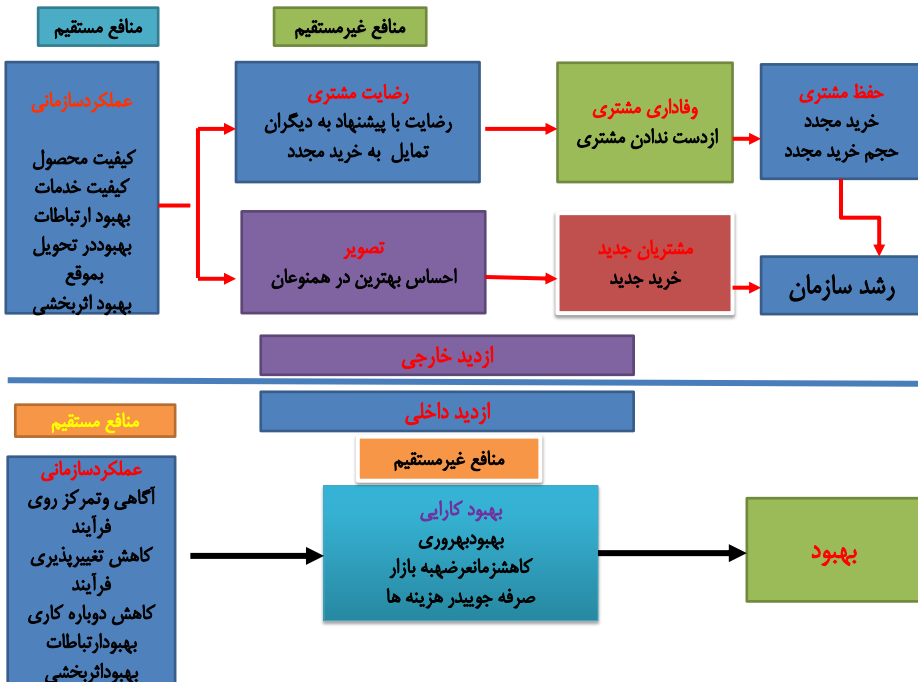 منافع مستقیم
منافع غیرمستقیم
عملکردسازمانی
کیفیت محصول
کیفیت خدمات
بهبود ارتباطات
بهبوددر تحویل
بموقع
بهبود اثربخشی
رضایت مشتری
رضایت با پیشنهاد به دیگران
تمایل به خرید مجدد
وفاداری مشتری
ازدست ندادن مشتری
حفظ مشتری
خرید مجدد
حجم خرید مجدد
تصویر
احساس بهترین در همنوعان
مشتریان جدید
خرید جدید
رشد سازمان
ازدید خارجی
ازدید داخلی
منافع مستقیم
منافع غیرمستقیم
عملکردسازمانی
آگاهی وتمرکز روی
فرآیند
کاهش تغییرپذیری
فرآیند
کاهش دوباره کاری
بهبودارتباطات
بهبوداثربخشی
بهبود کارایی
بهبودبهروری
کاهشزمانعرضهبه بازار
صرفه جوییدر هزینه ها
بهبود